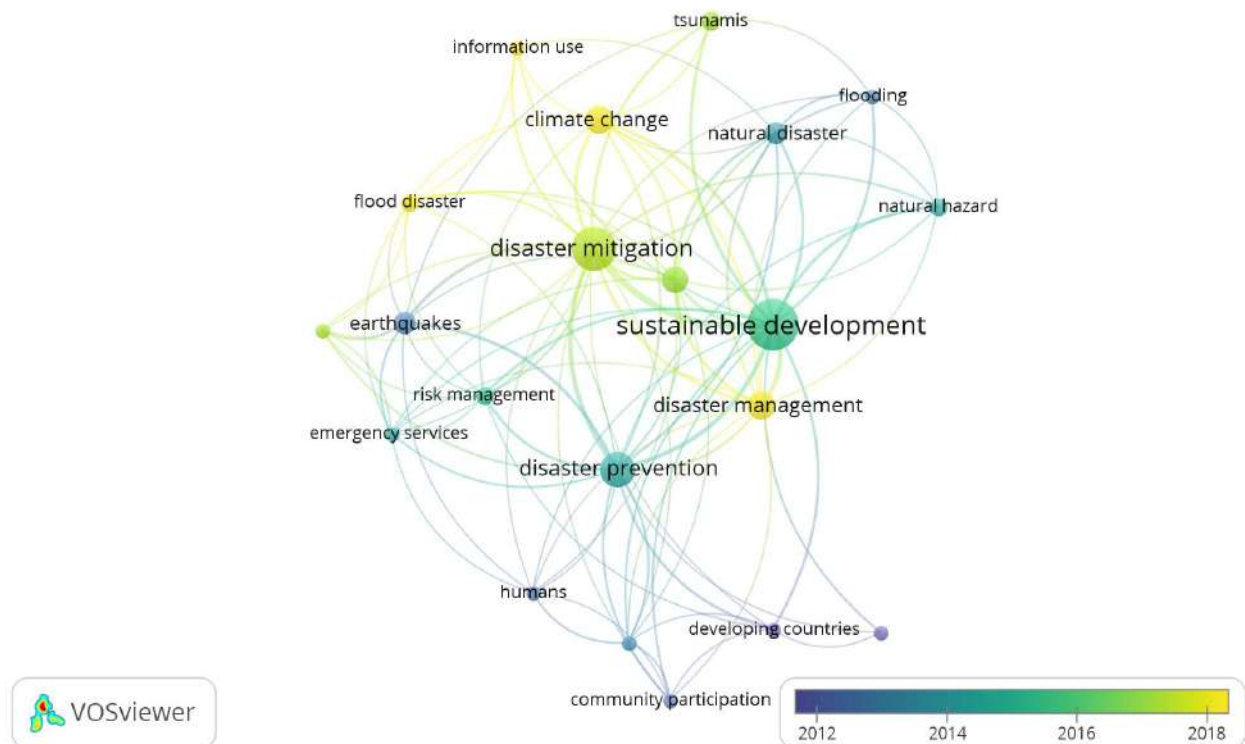 tsunamis
information use
flooding
climate change
natural disaster
flood disaster
natural hazard
disaster mitigation
earthquakes
sustainable development
risk management
disaster management
emergency services
disaster prevention
humans
developing countries
community participation
VOSviewer
2012 2014 2016 2018